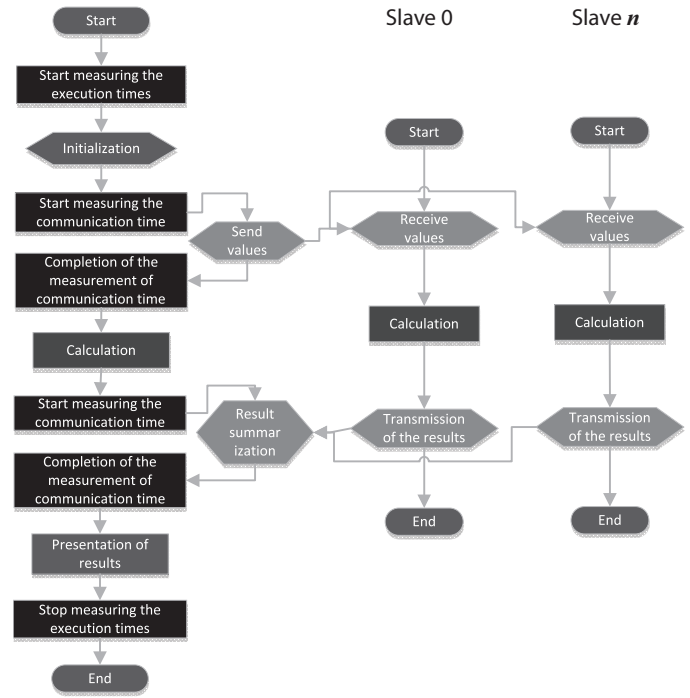 Slave 0
Slave n
Start
Start measuring the
execution times
Initialization
Start measuring the
communication time
Send
values
Completion of the
measurement of
communication time
Calculation
Start measuring the
communication time
Result
summar
ization
Completion of the
measurement of
communication time
Presentation of
results
Stop measuring the
execution times
End
Start
Receive
values
Calculation
Transmission
of the results
End
Start
Receive
values
Calculation
Transmission
of the results
End